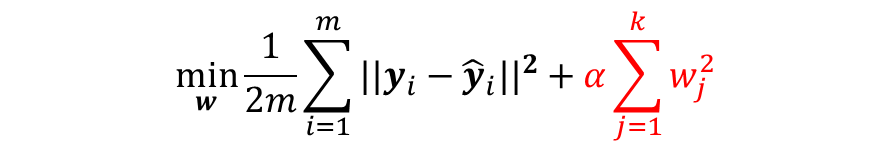 min_w 1/2m ∑_{i=1}^{m} ||y_i − ŷ_i||² + α ∑_{j=1}^{k} w_j²